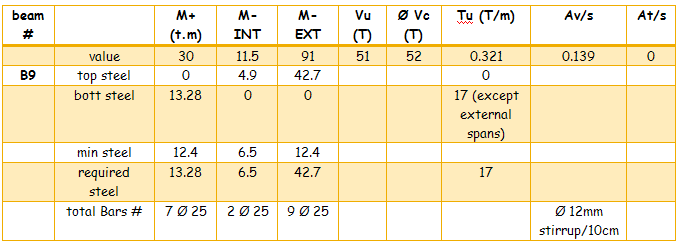 beam # M+ (t.m) M- INT M- EXT Vu (T) Ø Vc (T) Tu (T/m) Av/s At/s
value 30 11.5 91 51 52 0.321 0.139 0
B9 top steel 0 4.9 42.7 0
bott steel 13.28 0 0 17 (except external spans)
min steel 12.4 6.5 12.4
required steel 13.28 6.5 42.7 17
total Bars # 7 Ø 25 2 Ø 25 9 Ø 25 Ø 12mm stirrup/10cm